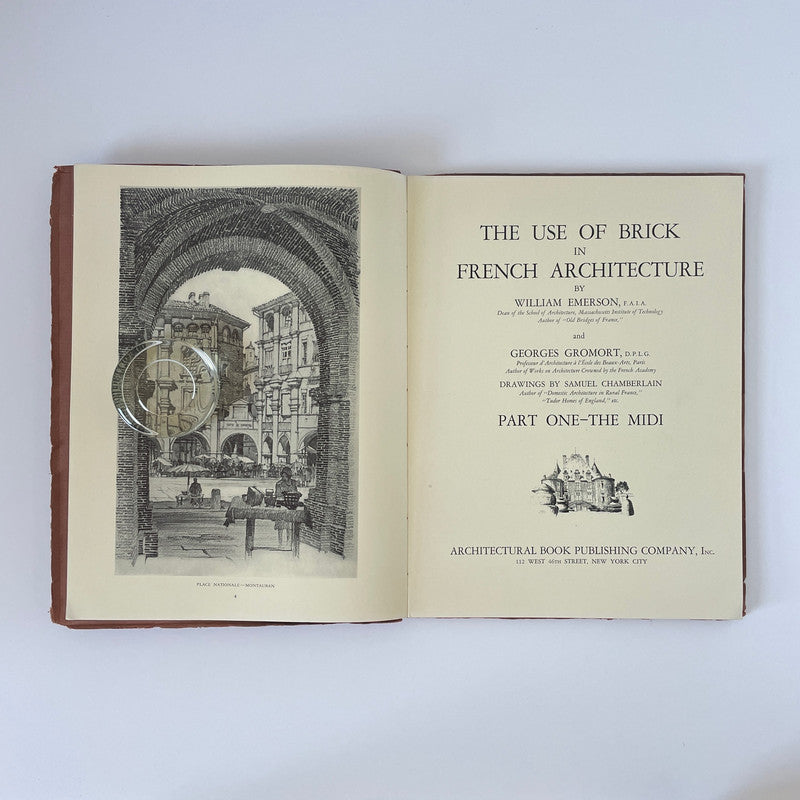 PLACE NATIONALE—MONTAUBAN
4
THE USE OF BRICK
IN
FRENCH ARCHITECTURE
BY
WILLIAM EMERSON, F.A.I.A.
Dean of the School of Architecture, Massachusetts Institute of Technology
Author of "Old Bridges of France,"
and
GEORGES GROMORT, D.P.L.G.
Professeur d'Architecture à l'École des Beaux-Arts, Paris
Author of Works on Architecture Crowned by the French Academy
DRAWINGS BY SAMUEL CHAMBERLAIN
Author of "Domestic Architecture in Rural France,"
"Tudor Homes of England," etc.
PART ONE—THE MIDI
ARCHITECTURAL BOOK PUBLISHING COMPANY, Inc.
112 WEST 46TH STREET, NEW YORK CITY